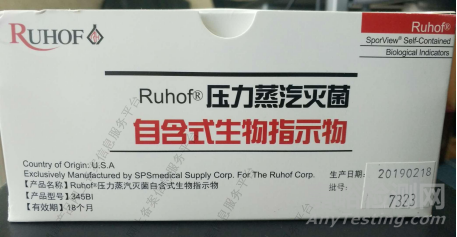 RUHOF
Ruhof®
SporView® Self-Contained
Biological Indicators
Ruhof® 压力蒸汽灭菌
自含式生物指示物
Country of Origin: U.S.A
Exclusively Manufactured by SPSmedical Supply Corp. For The Ruhof Corp.
【产品名称】Ruhof®压力蒸汽灭菌自含式生物指示物
【产品型号】345BI
【有效期】18个月
生产日期: 20190218
批号: 7323
AnyTesting.com